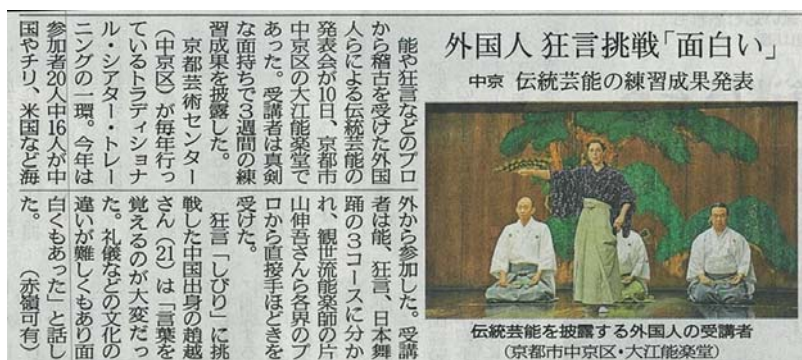 外国人 狂言挑戦「面白い」
中京 伝統芸能の練習成果発表
能や狂言などのプロ
から稽古を受けた外国
人らによる伝統芸能の
発表会が10日、京都市
中京区の大江能楽堂で
あった。受講者は真剣
な面持ちで3週間の練
習成果を披露した。
京都芸術センター
(中京区)が毎年行っ
ているトラディショナ
ル・シアター・トレー
ニングの一環。今年は
参加者20人中16人が中
国やチリ、米国など海
外から参加した。受講
者は能、狂言、日本舞
踊の3コースに分か
れ、観世流能楽師の片
山伸吾さんら各界のプ
ロから直接手ほどきを
受けた。
狂言「しびり」に挑
戦した中国出身の趙越
さん(21)は「言葉を
覚えるのが大変だっ
た。礼儀などの文化の
違いが難しくもあり面
白くもあった」と話し
た。 (赤嶺可有)
伝統芸能を披露する外国人の受講者
(京都市中京区・大江能楽堂)